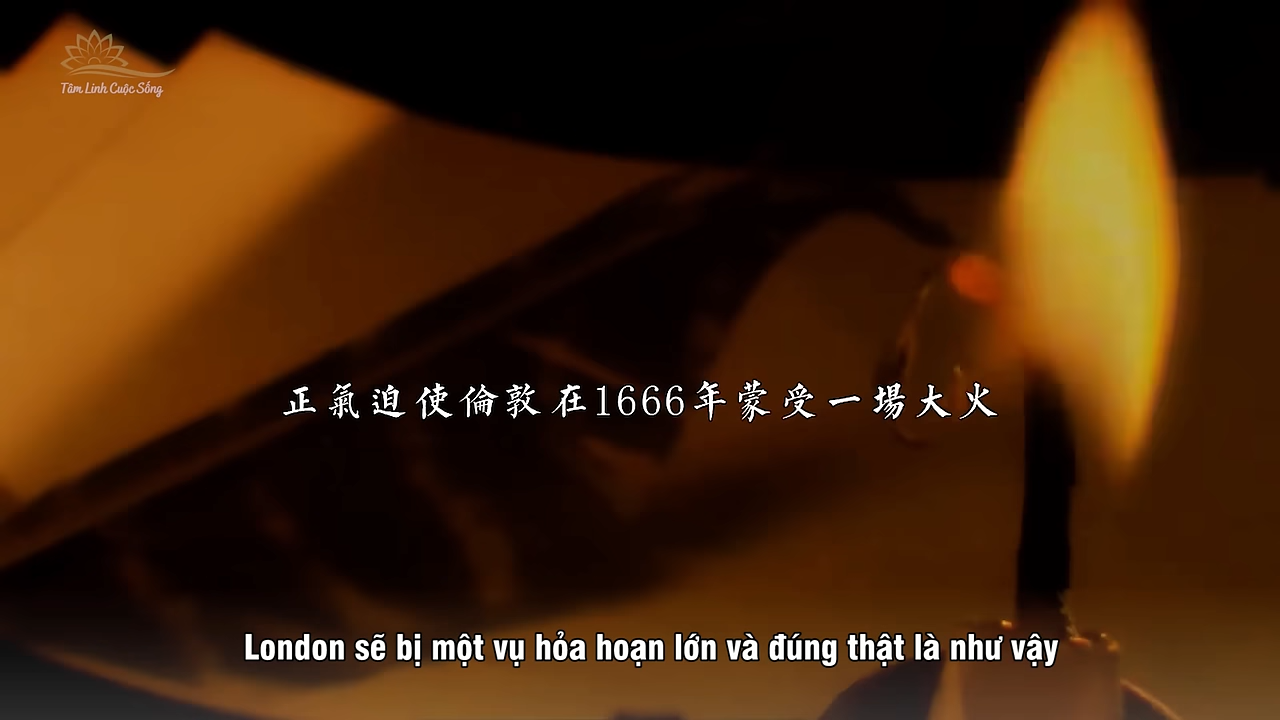 Tâm Linh Cuộc Sống
正氣迫使倫敦在1666年蒙受一場大火
London sẽ bị một vụ hỏa hoạn lớn và đúng thật là như vậy